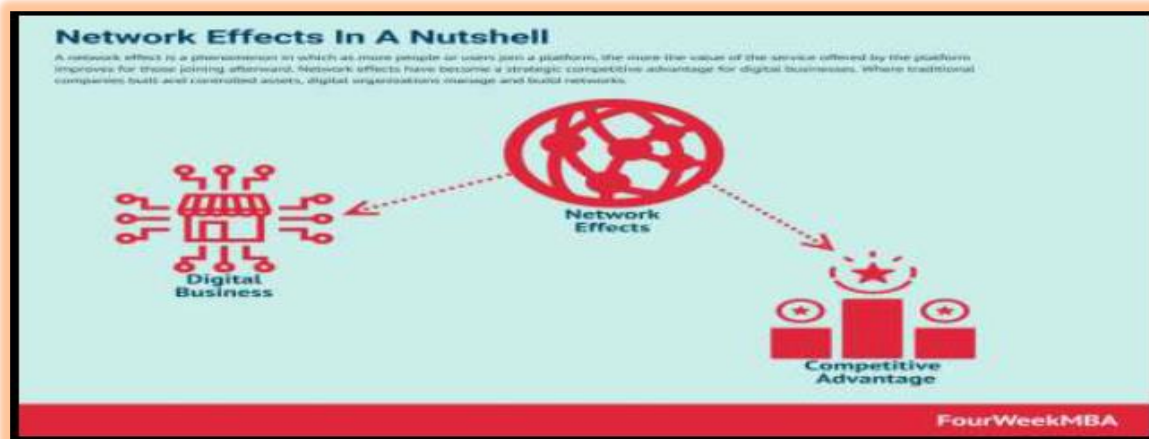 Network Effects In A Nutshell
A network effect is a phenomenon in which as more people or users join a platform, the more the value of the service offered by the platform
improves for those joining afterward. Network effects have become a strategic competitive advantage for digital businesses. Where traditional
companies built and controlled assets, digital organizations manage and build networks.
Network
Effects
Digital
Business
Competitive
Advantage
FourWeekMBA